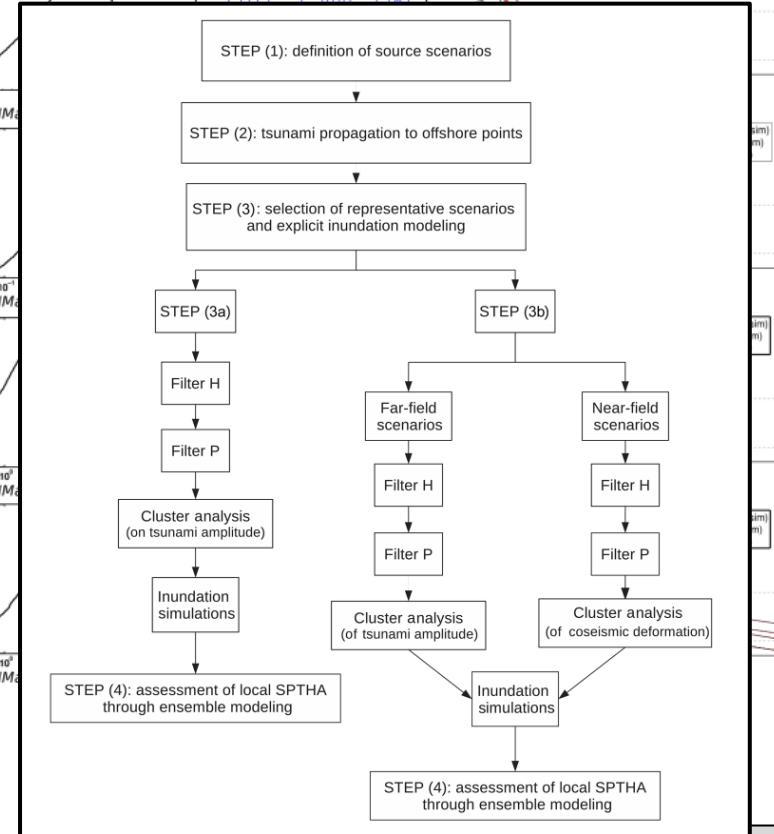 STEP (1): definition of source scenarios
STEP (2): tsunami propagation to offshore points
STEP (3): selection of representative scenarios
and explicit inundation modeling
STEP (3a)
STEP (3b)
Filter H
Filter P
Cluster analysis
(on tsunami amplitude)
Inundation
simulations
STEP (4): assessment of local SPTHA
through ensemble modeling
Far-field
scenarios
Near-field
scenarios
Filter H
Filter H
Filter P
Filter P
Cluster analysis
(of tsunami amplitude)
Cluster analysis
(of coseismic deformation)
Inundation
simulations
STEP (4): assessment of local SPTHA
through ensemble modeling